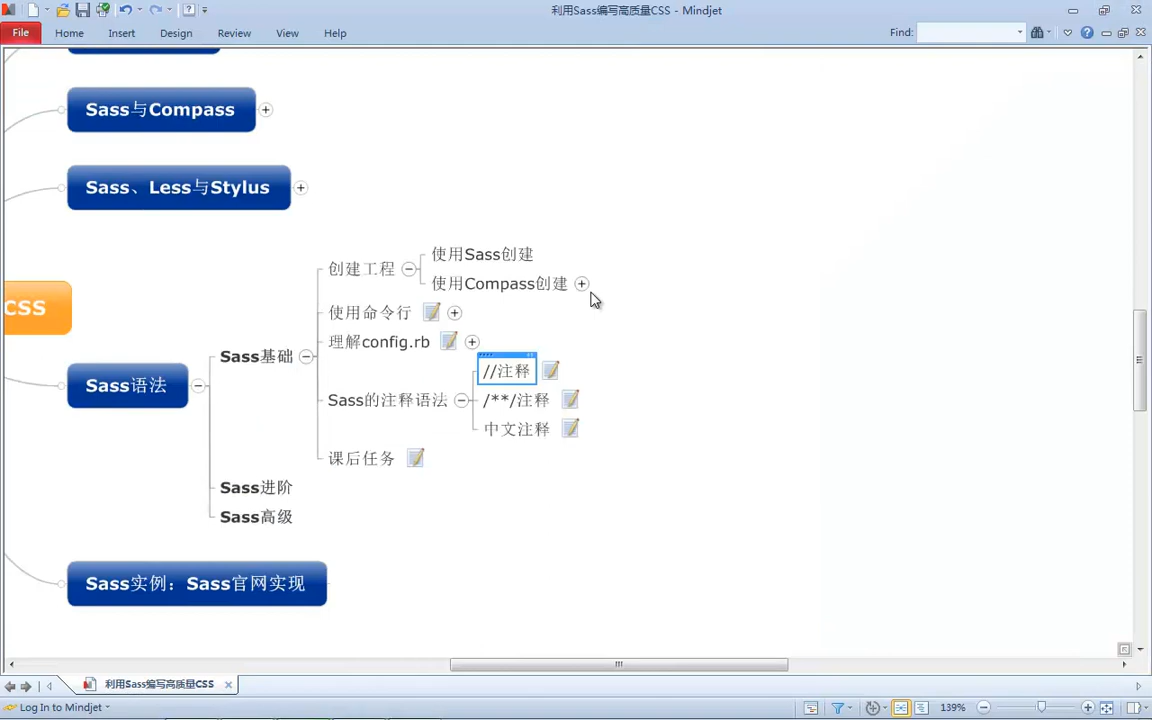 利用Sass编写高质量CSS - Mindjet
File Home Insert Design Review View Help Find:
Sass与Compass
Sass、Less与Stylus
CSS
Sass语法
Sass基础
创建工程
使用Sass创建
使用Compass创建
使用命令行
理解config.rb
Sass的注释语法
//注释
/**/注释
中文注释
课后任务
Sass进阶
Sass高级
Sass实例：Sass官网实现
利用Sass编写高质量CSS
Log In to Mindjet
139%